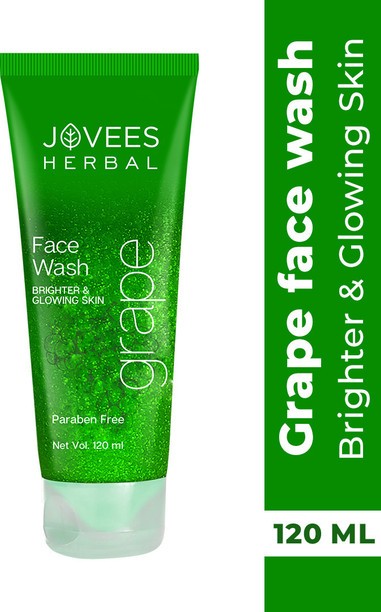 JOVEES
HERBAL
Face
Wash
BRIGHTER &
GLOWING SKIN
grape
Paraben Free
Net Vol. 120 ml
Grape face wash
Brighter & Glowing Skin
120 ML